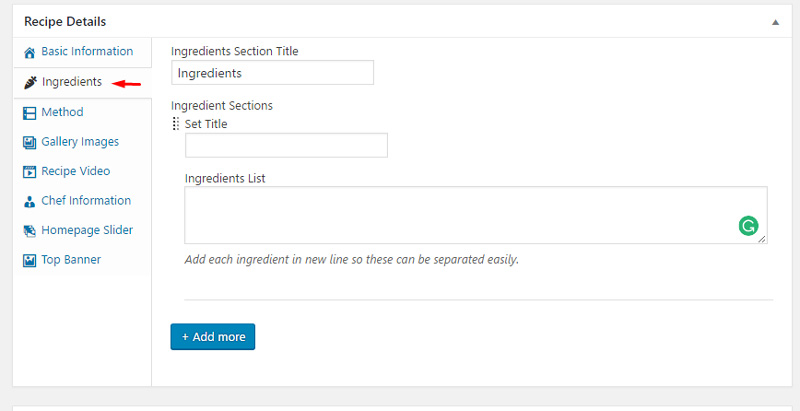 Recipe Details
Basic Information
Ingredients
Method
Gallery Images
Recipe Video
Chef Information
Homepage Slider
Top Banner
Ingredients Section Title
Ingredients
Ingredient Sections
Set Title
Ingredients List
Add each ingredient in new line so these can be separated easily.
+ Add more